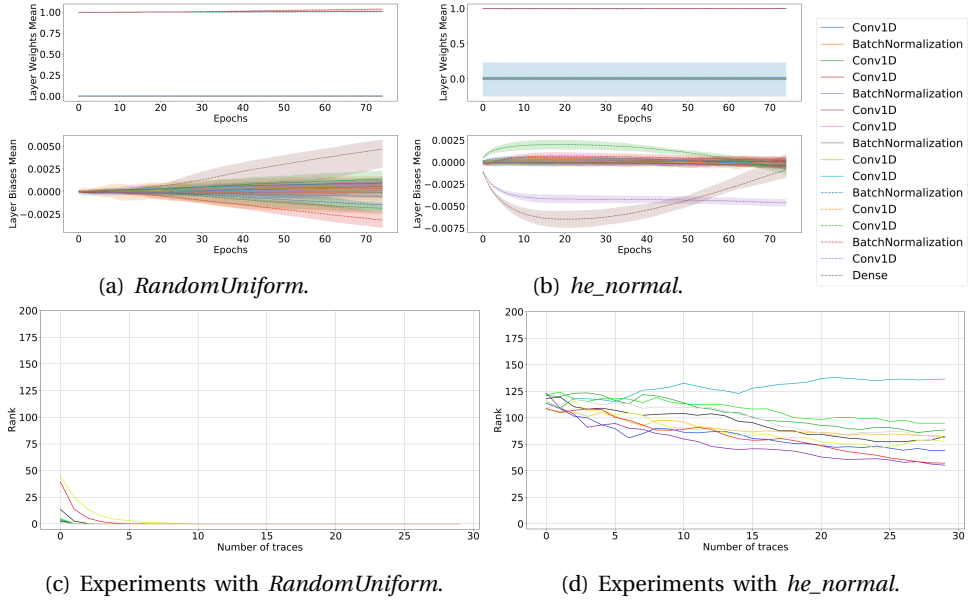 Layer Weights Mean
1.00
0.75
0.50
0.25
0.00
0 10 20 30 40 50 60 70
Epochs
Layer Biases Mean
0.0050
0.0025
0.0000
−0.0025
0 10 20 30 40 50 60 70
Epochs
(a) RandomUniform.
Layer Weights Mean
1.0
0.5
0.0
0 10 20 30 40 50 60 70
Epochs
Layer Biases Mean
0.0025
0.0000
−0.0025
−0.0050
−0.0075
0 10 20 30 40 50 60 70
Epochs
(b) he_normal.
Conv1D
BatchNormalization
Conv1D
Conv1D
BatchNormalization
Conv1D
Conv1D
BatchNormalization
Conv1D
Conv1D
BatchNormalization
Conv1D
Conv1D
BatchNormalization
Conv1D
Dense
Rank
200
175
150
125
100
75
50
25
0
0 5 10 15 20 25 30
Number of traces
(c) Experiments with RandomUniform.
Rank
200
175
150
125
100
75
50
25
0
0 5 10 15 20 25 30
Number of traces
(d) Experiments with he_normal.